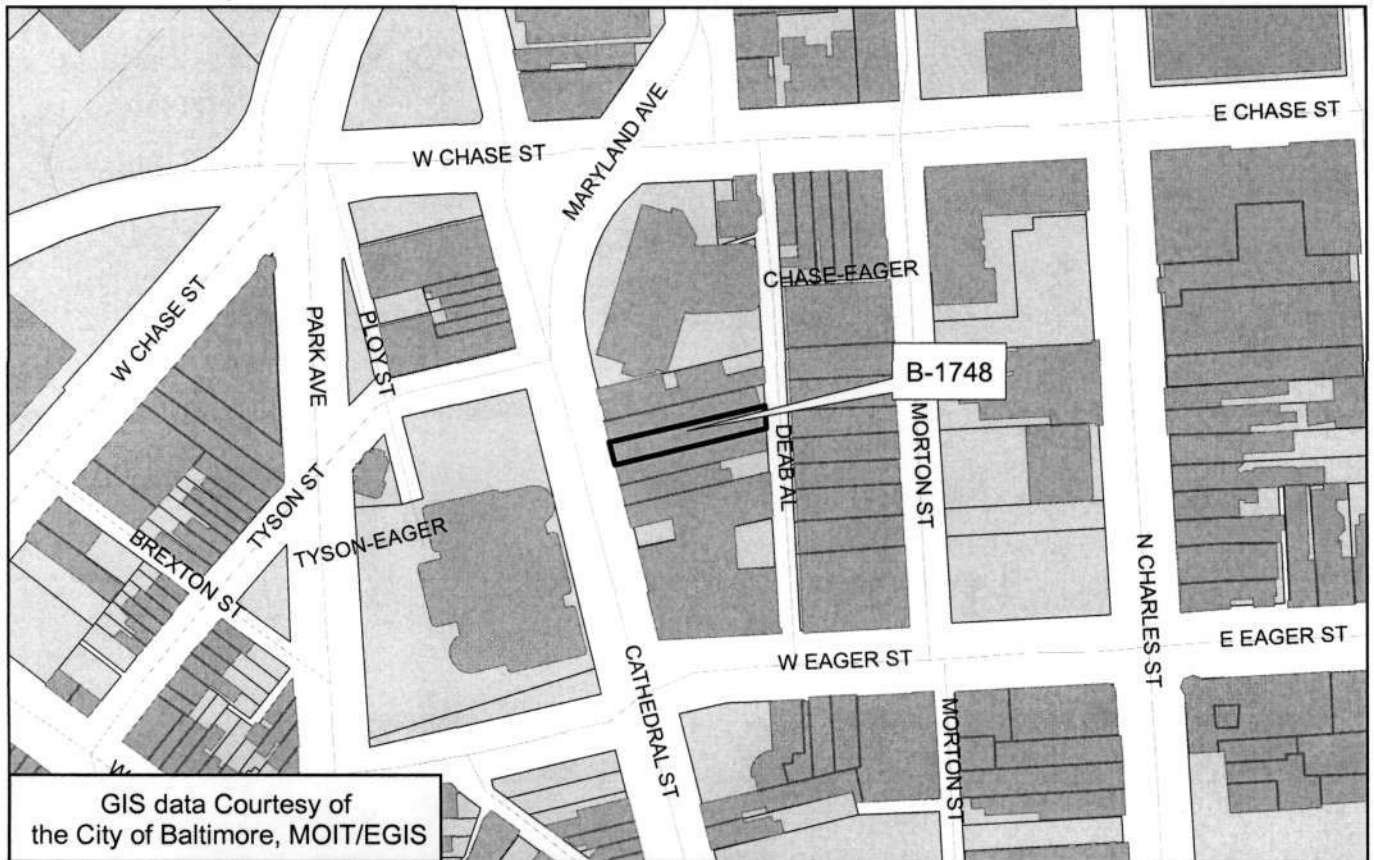 E CHASE ST
W CHASE ST
MARYLAND AVE
CHASE-EAGER
W CHASE ST
PARK AVE
PLOY ST
B-1748
DEAB AL
MORTON ST
TYSON ST
TYSON-EAGER
BREXTON ST
N CHARLES ST
E EAGER ST
W EAGER ST
CATHEDRAL ST
MORTON ST
W
GIS data Courtesy of
the City of Baltimore, MOIT/EGIS